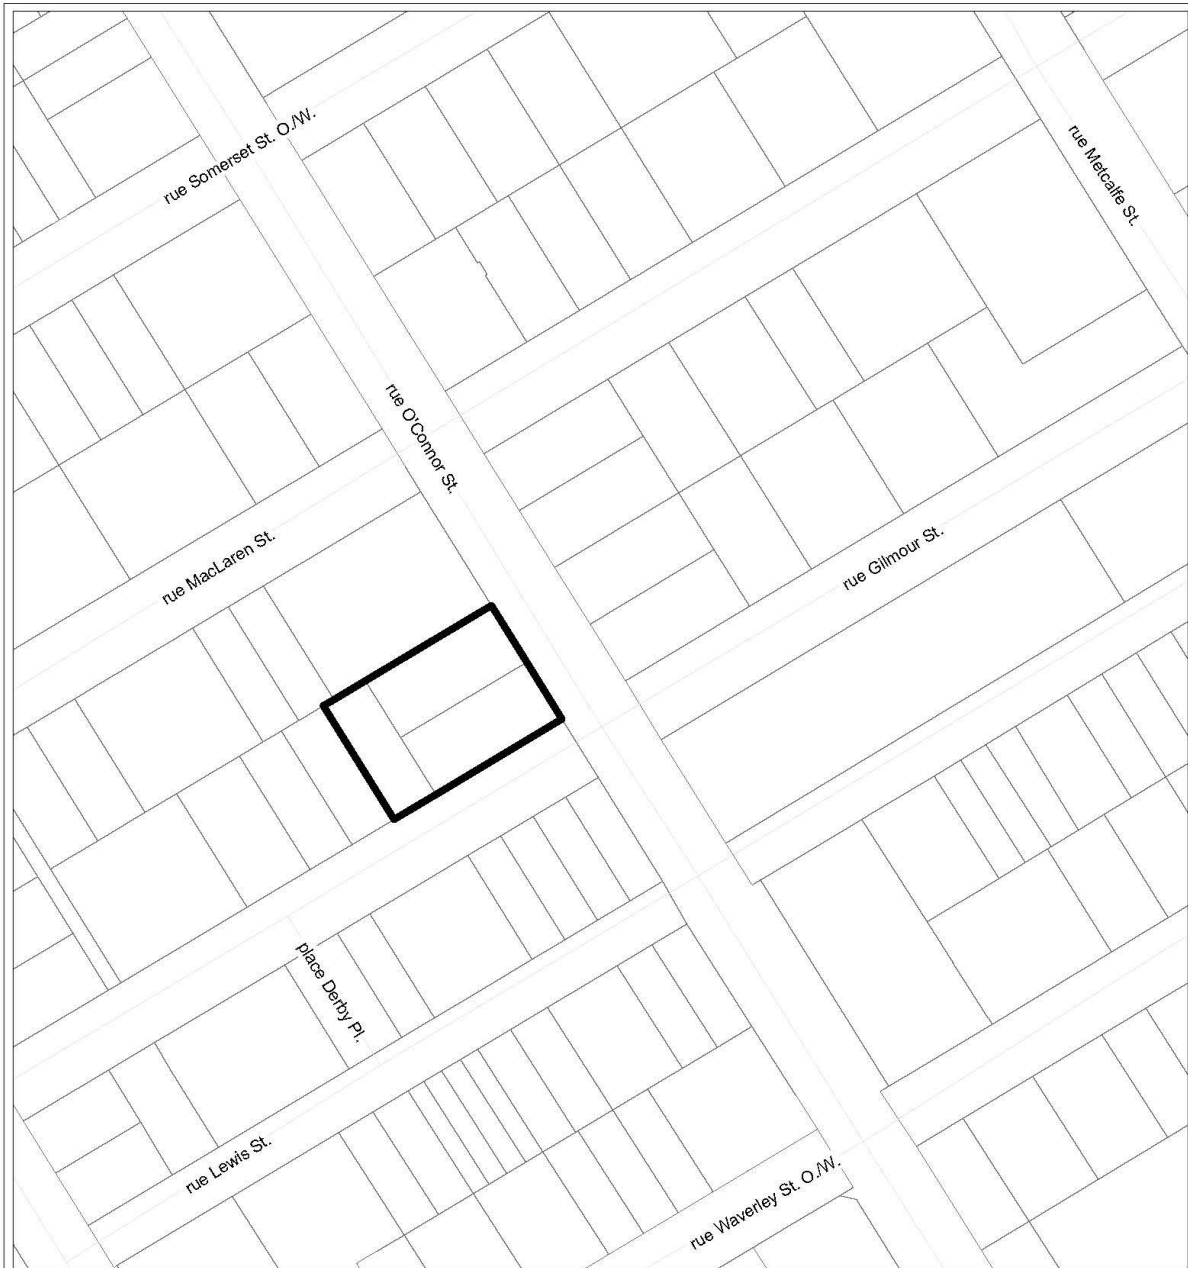 rue Somerset St. O./W.
rue Metcalfe St.
rue O'Connor St.
rue MacLaren St.
rue Gilmour St.
place Derby Pl.
rue Lewis St.
rue Waverley St. O./W.